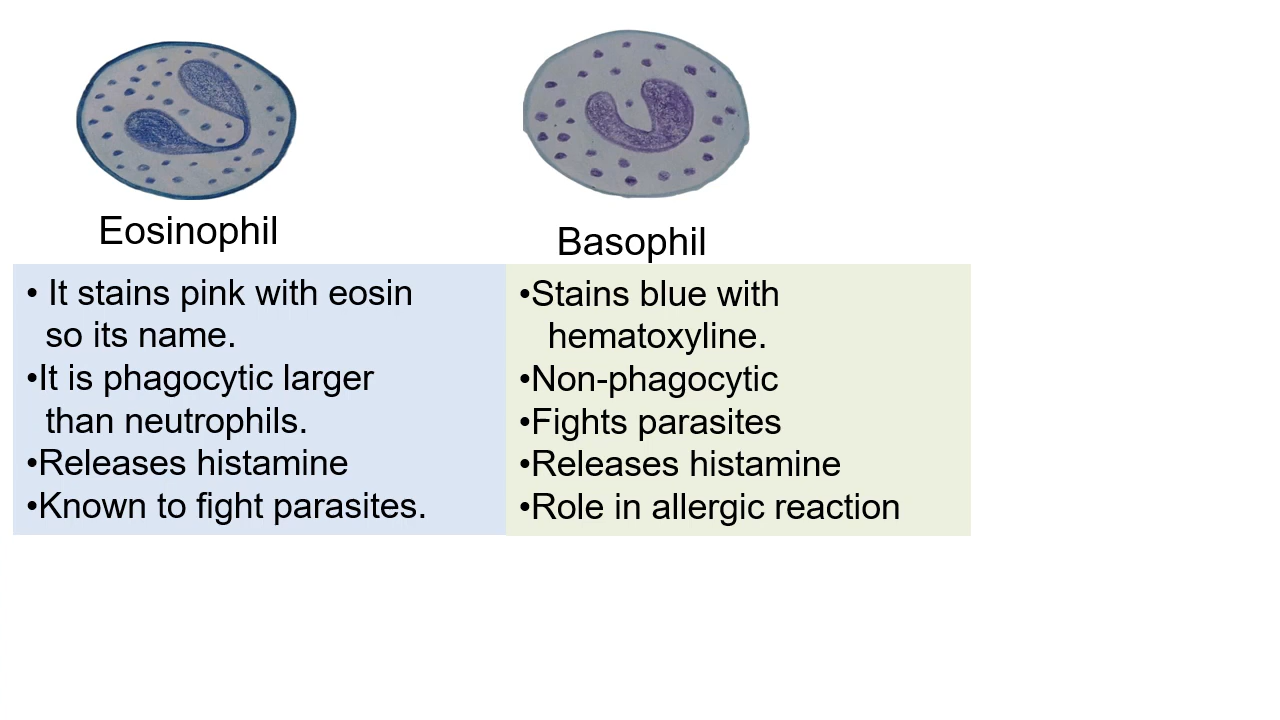 Eosinophil
• It stains pink with eosin
so its name.
•It is phagocytic larger
than neutrophils.
•Releases histamine
•Known to fight parasites.
Basophil
•Stains blue with
hematoxyline.
•Non-phagocytic
•Fights parasites
•Releases histamine
•Role in allergic reaction